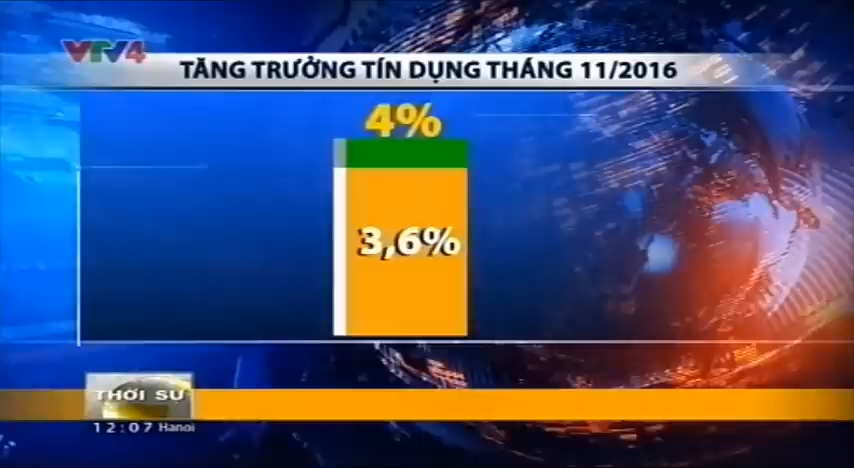 VTV4
TĂNG TRƯỞNG TÍN DỤNG THÁNG 11/2016
4%
3,6%
THỜI SỰ
12:07 Hanoi